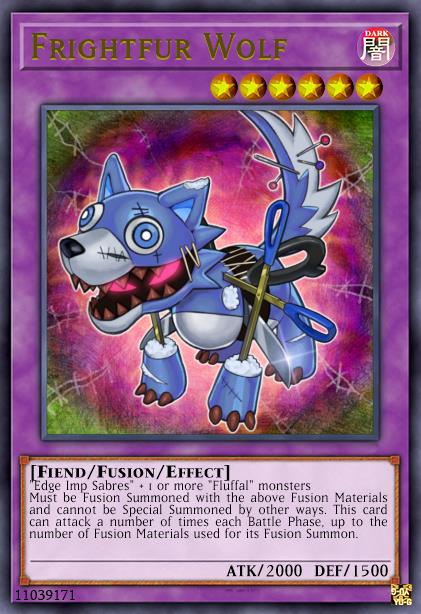 Frightfur Wolf
DARK
闇
[Fiend/Fusion/Effect]
"Edge Imp Sabres" + 1 or more "Fluffal" monsters
Must be Fusion Summoned with the above Fusion Materials
and cannot be Special Summoned by other ways. This card
can attack a number of times each Battle Phase, up to the
number of Fusion Materials used for its Fusion Summon.
ATK/2000 DEF/1500
11039171